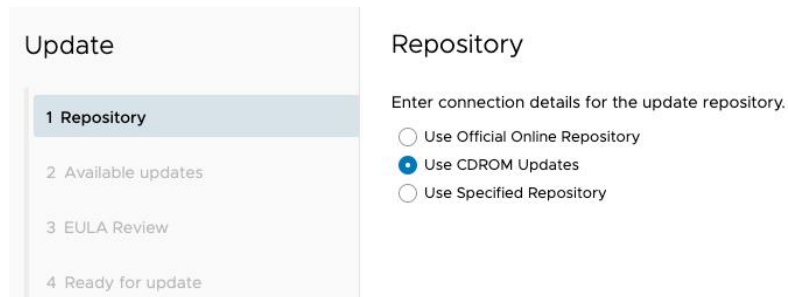 Update
1 Repository
2 Available updates
3 EULA Review
4 Ready for update
Repository
Enter connection details for the update repository.
Use Official Online Repository
Use CDROM Updates
Use Specified Repository